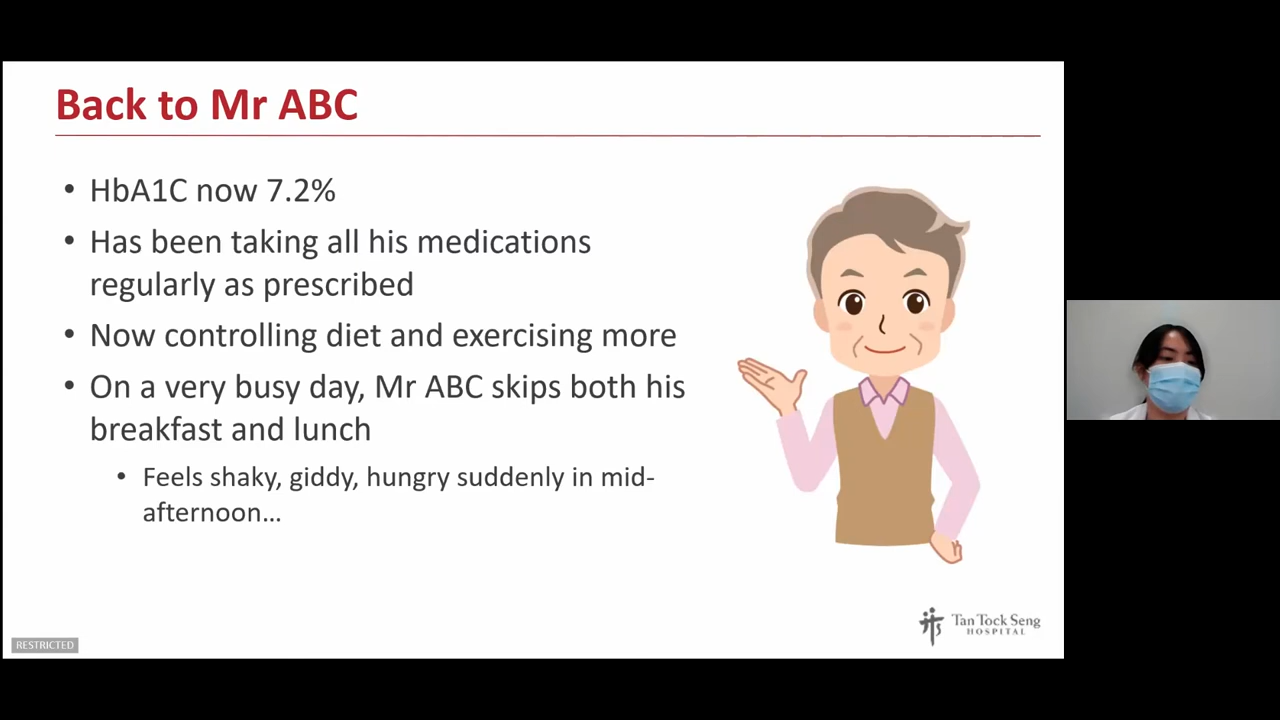 Back to Mr ABC
• HbA1C now 7.2%
• Has been taking all his medications
regularly as prescribed
• Now controlling diet and exercising more
• On a very busy day, Mr ABC skips both his
breakfast and lunch
• Feels shaky, giddy, hungry suddenly in mid-
afternoon…
Tan Tock Seng
HOSPITAL
RESTRICTED